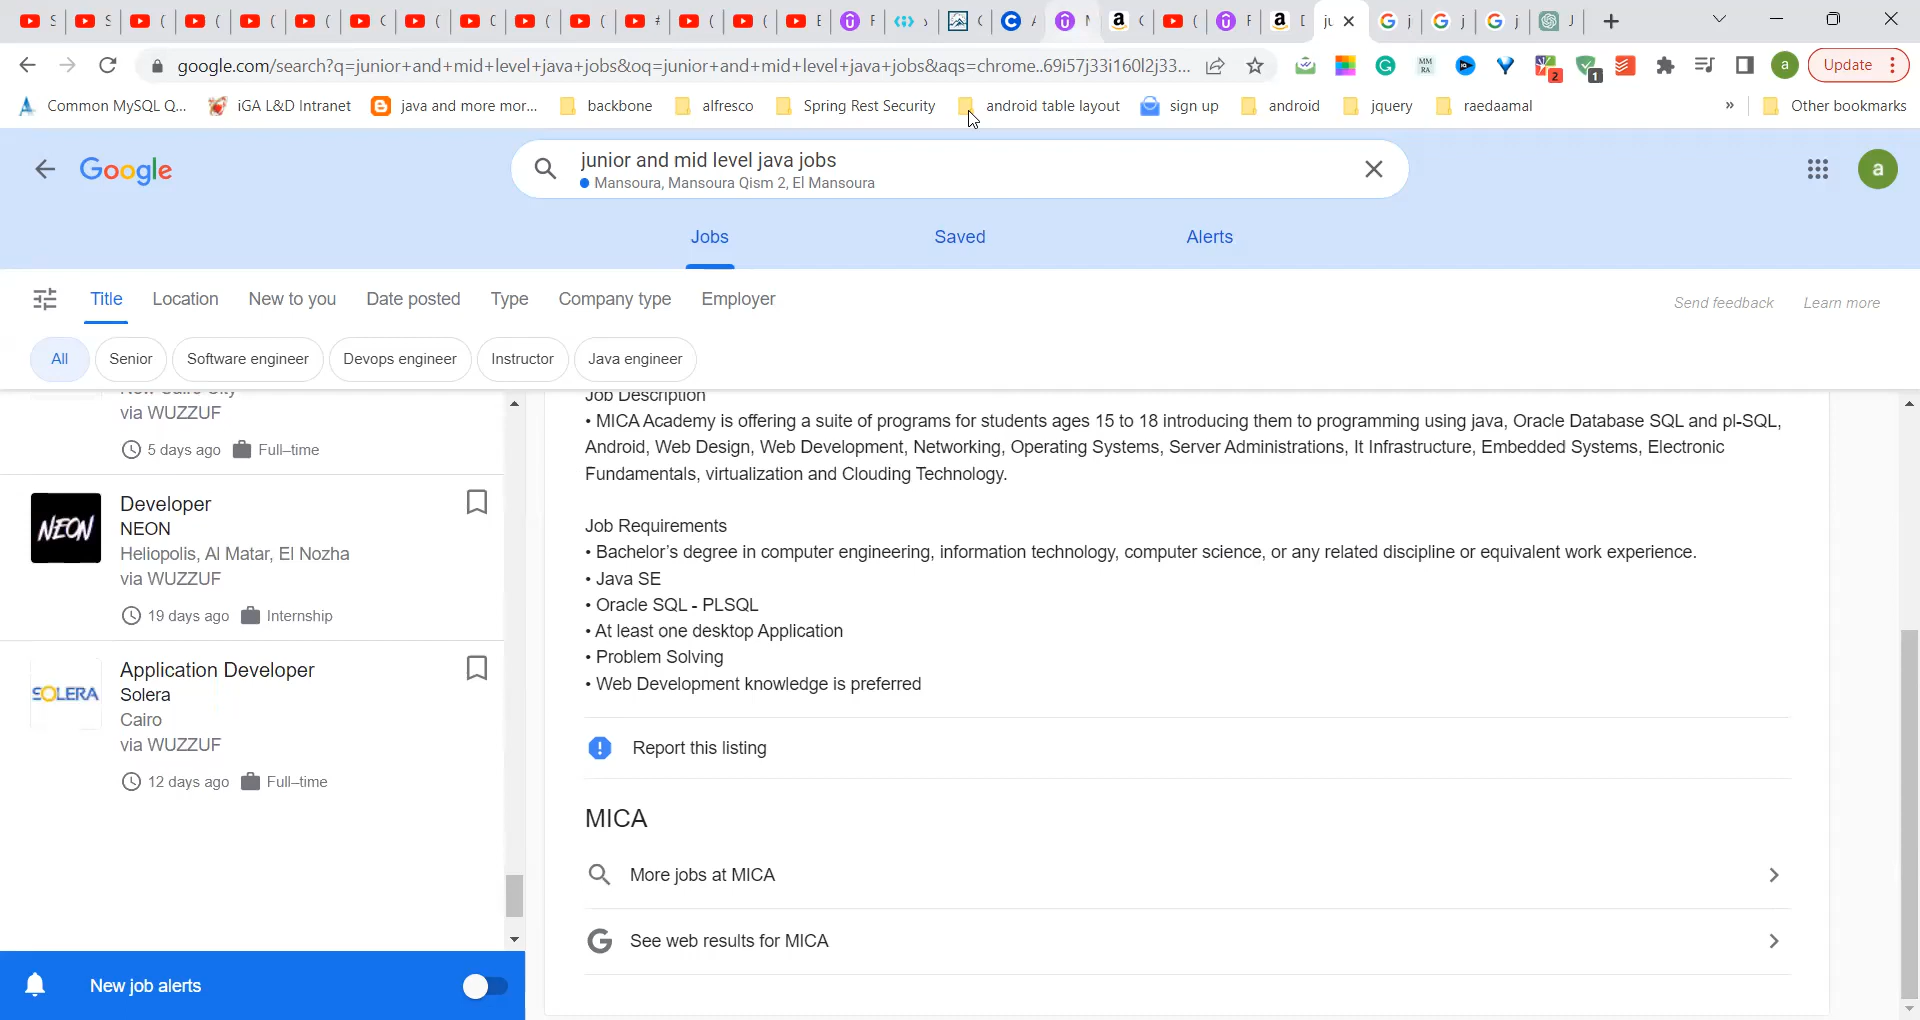 google.com/search?q=junior+and+mid+level+java+jobs&oq=junior+and+mid+level+java+jobs&aqs=chrome..69i57j33i160l2j33...
Update
Common MySQL Q...
iGA L&D Intranet
java and more mor...
backbone
alfresco
Spring Rest Security
android table layout
sign up
android
jquery
raedaamal
»
Other bookmarks
Google
junior and mid level java jobs
Mansoura, Mansoura Qism 2, El Mansoura
a
Jobs
Saved
Alerts
Title
Location
New to you
Date posted
Type
Company type
Employer
Send feedback
Learn more
All
Senior
Software engineer
Devops engineer
Instructor
Java engineer
New Cairo City
via WUZZUF
5 days ago
Full–time
NEON
Developer
NEON
Heliopolis, Al Matar, El Nozha
via WUZZUF
19 days ago
Internship
SOLERA
Application Developer
Solera
Cairo
via WUZZUF
12 days ago
Full–time
New job alerts
Job Description
• MICA Academy is offering a suite of programs for students ages 15 to 18 introducing them to programming using java, Oracle Database SQL and pl-SQL,
Android, Web Design, Web Development, Networking, Operating Systems, Server Administrations, It Infrastructure, Embedded Systems, Electronic
Fundamentals, virtualization and Clouding Technology.
Job Requirements
• Bachelor's degree in computer engineering, information technology, computer science, or any related discipline or equivalent work experience.
• Java SE
• Oracle SQL - PLSQL
• At least one desktop Application
• Problem Solving
• Web Development knowledge is preferred
Report this listing
MICA
More jobs at MICA
See web results for MICA